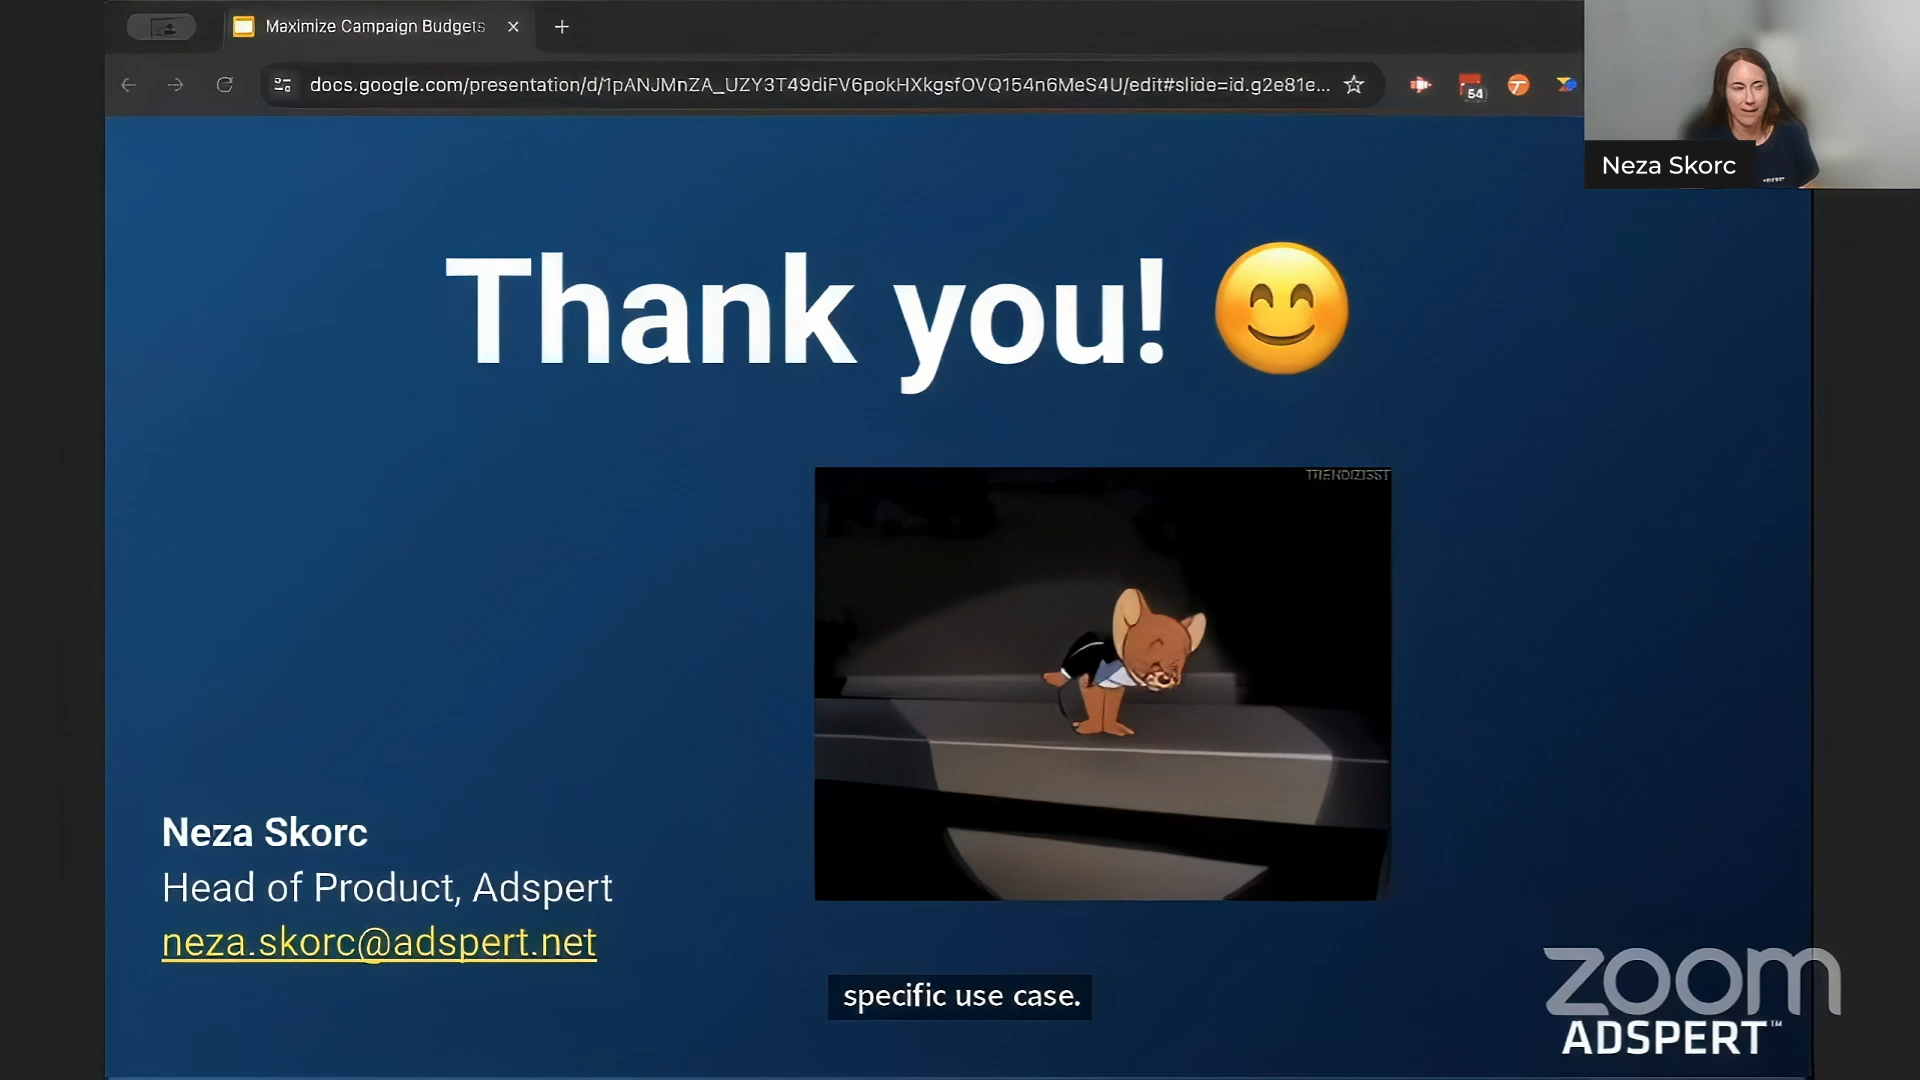 Maximize Campaign Budgets
docs.google.com/presentation/d/1pANJMnZA_UZY3T49diFV6pokHXkgsfOVQ154n6MeS4U/edit#slide=id.g2e81e...
54
Neza Skorc
Thank you! 😊
Neza Skorc
Head of Product, Adspert
neza.skorc@adspert.net
specific use case.
zoom
ADSPERT™